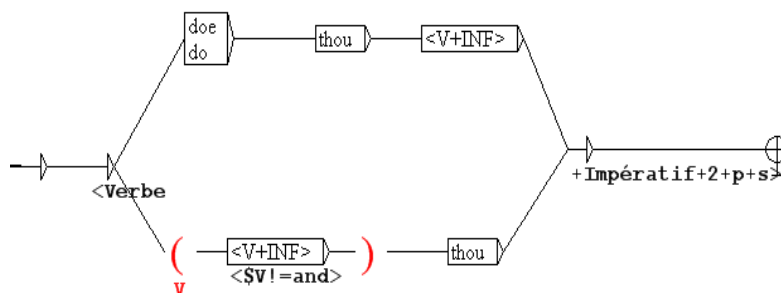 doe
do
thou
<V+INF>
<Verbe
+Impératif+2+p+s>
( <V+INF> ) thou
<$V!=and>
V